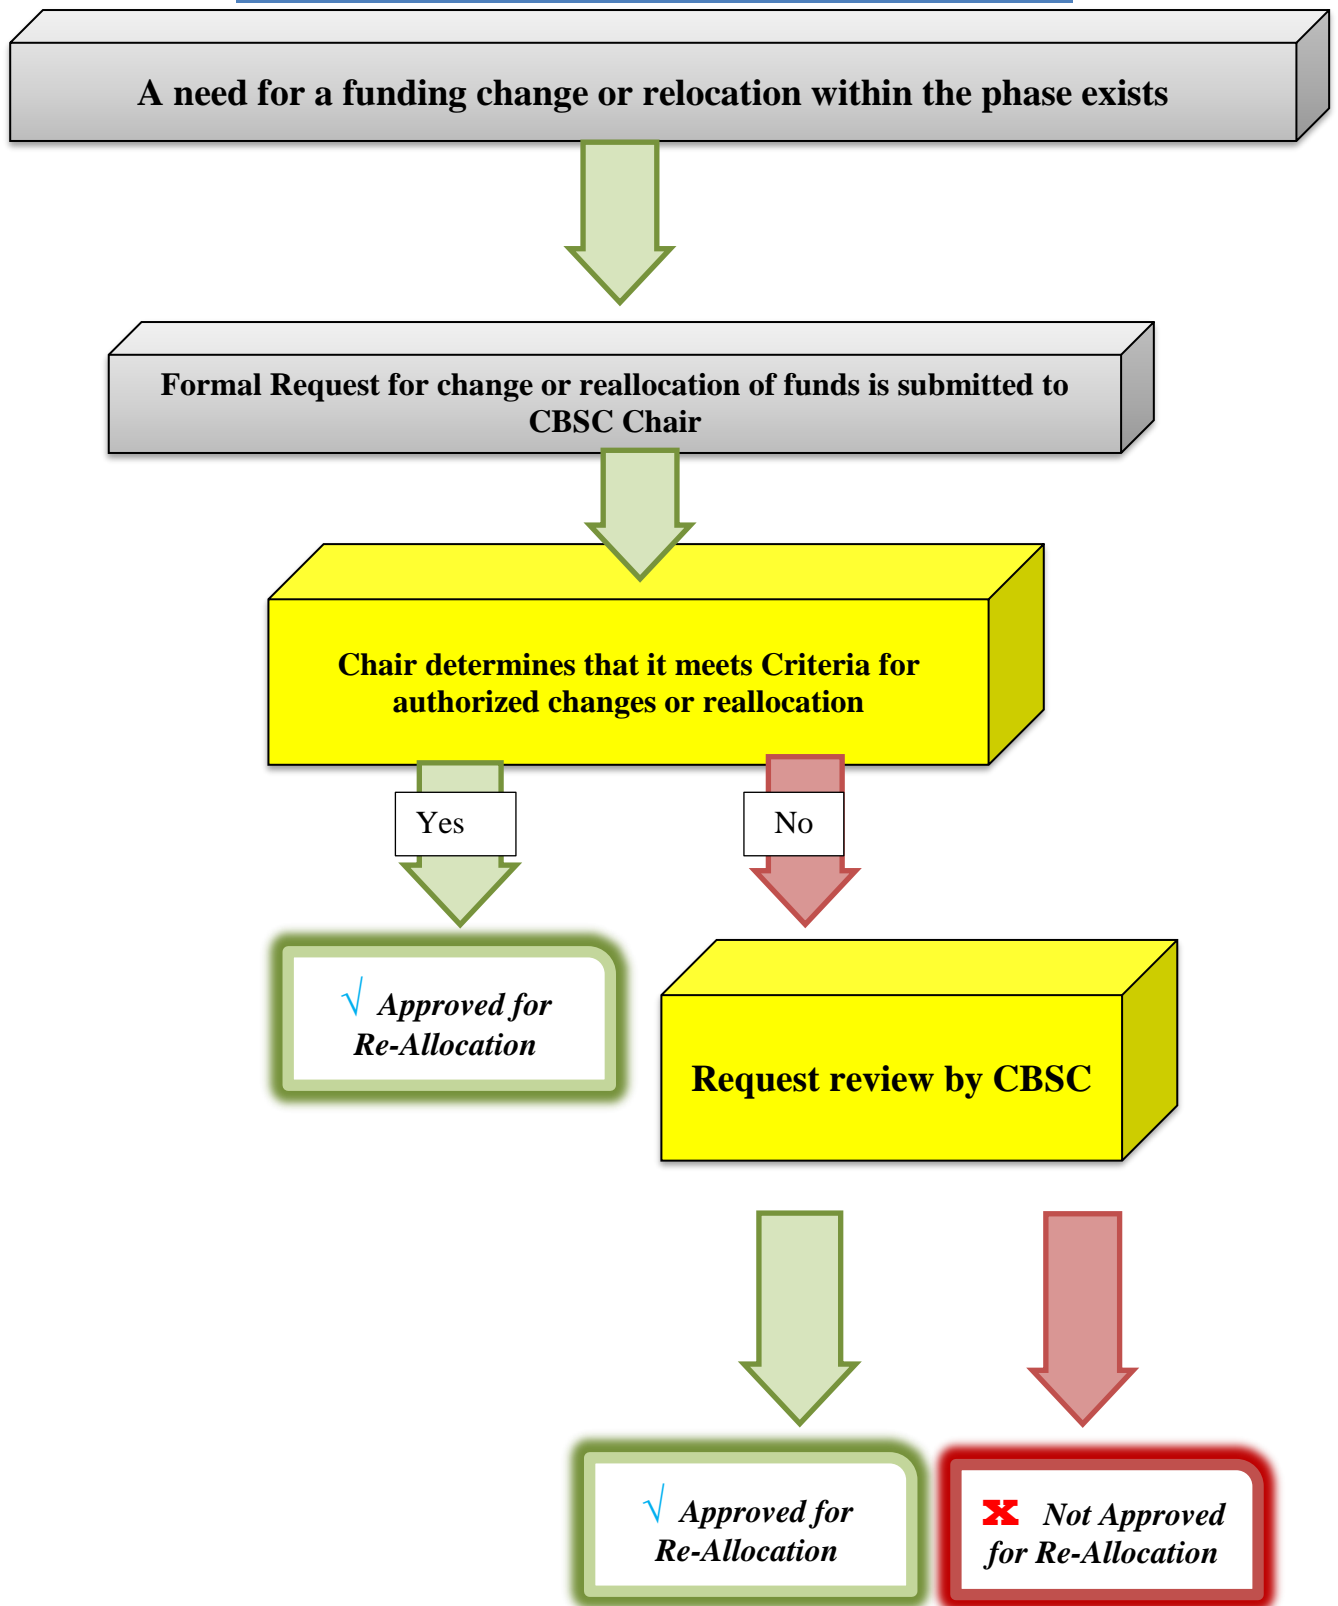 A need for a funding change or relocation within the phase exists
Formal Request for change or reallocation of funds is submitted to
CBSC Chair
Chair determines that it meets Criteria for
authorized changes or reallocation
Yes
No
√ Approved for
Re-Allocation
Request review by CBSC
√ Approved for
Re-Allocation
X Not Approved
for Re-Allocation